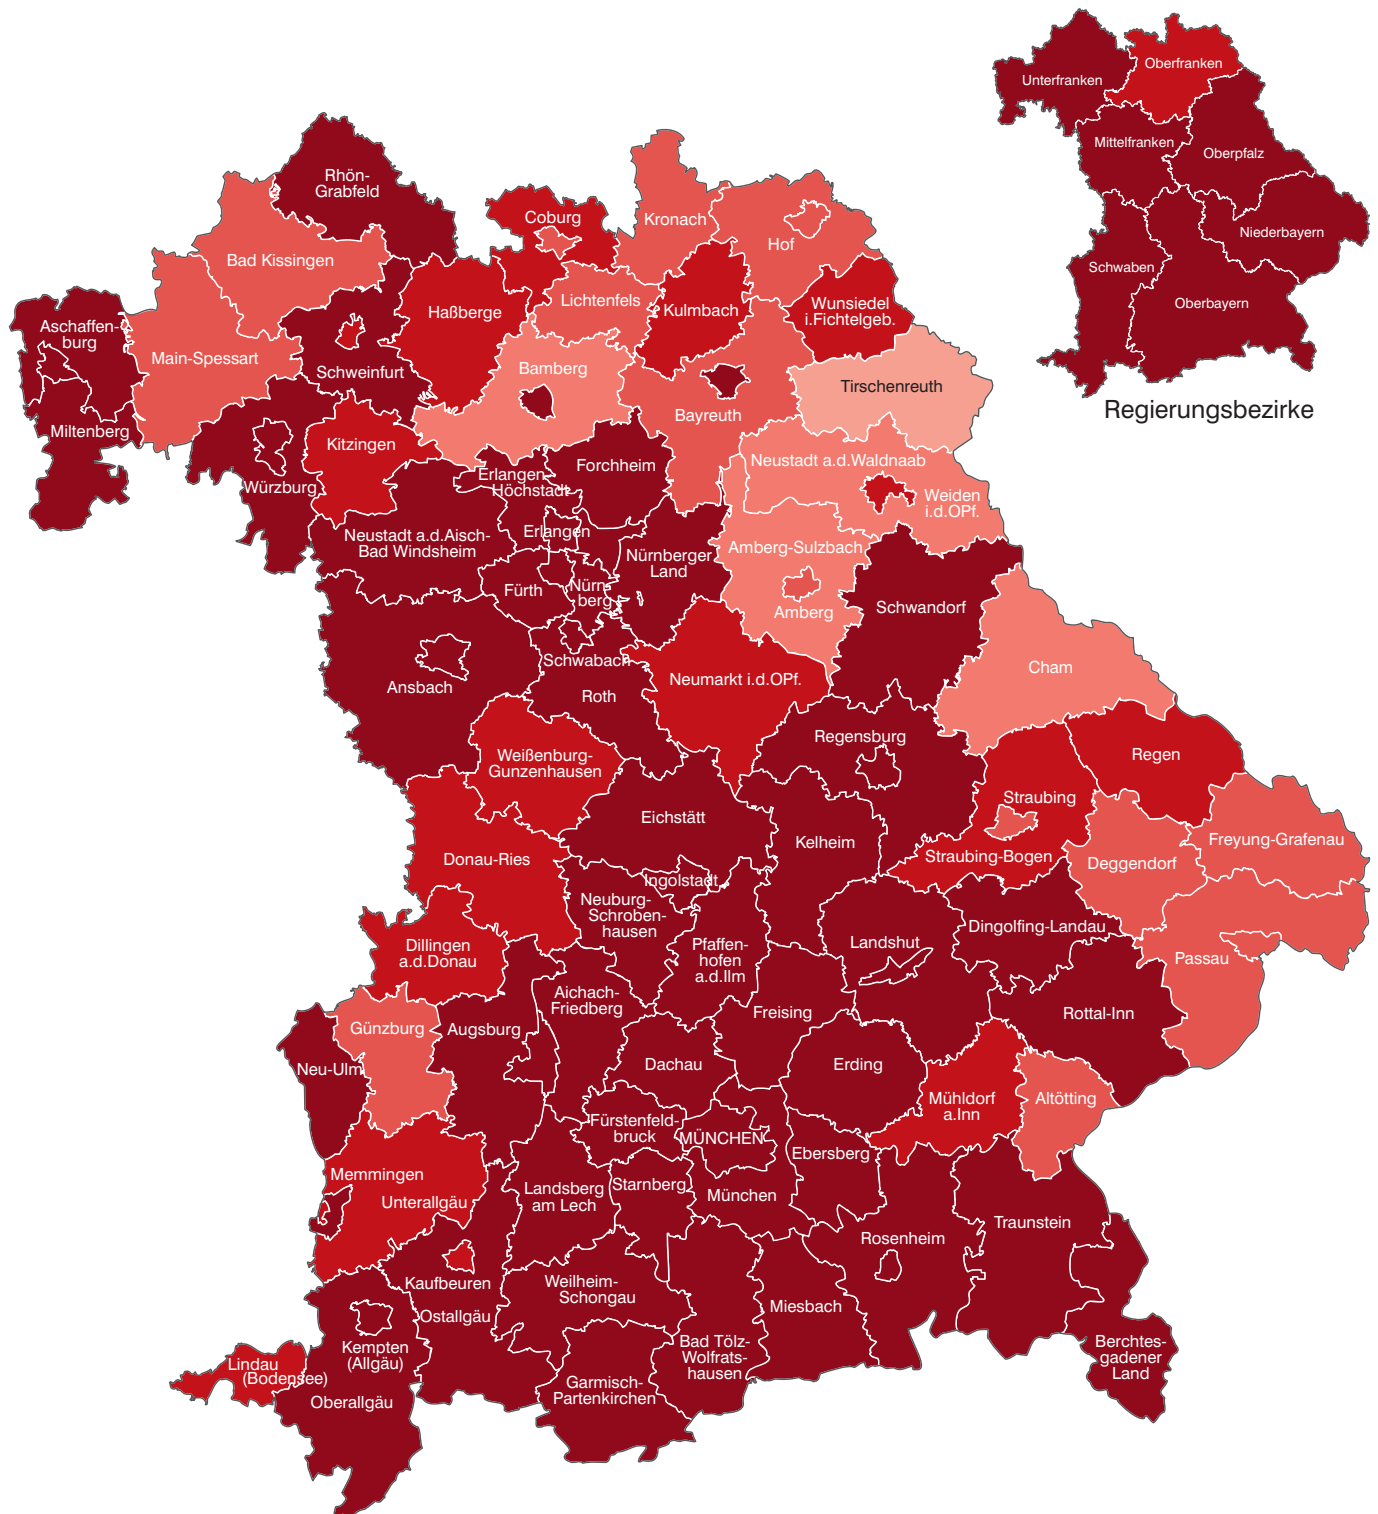 Unterfranken
Oberfranken
Mittelfranken
Oberpfalz
Niederbayern
Schwaben
Oberbayern
Regierungsbezirke
Rhön-
Grabfeld
Coburg
Kronach
Hof
Bad Kissingen
Lichtenfels
Kulmbach
Wunsiedel
i.Fichtelgeb.
Haßberge
Aschaffen-
burg
Main-Spessart
Schweinfurt
Bamberg
Tirschenreuth
Bayreuth
Miltenberg
Kitzingen
Würzburg
Forchheim
Erlangen-
Höchstadt
Neustadt a.d.Waldnaab
Weiden
i.d.OPf.
Neustadt a.d.Aisch-
Bad Windsheim
Erlangen
Nürnberger
Land
Amberg-Sulzbach
Fürth
Nürn-
berg
Amberg
Schwandorf
Schwabach
Ansbach
Roth
Neumarkt i.d.OPf.
Cham
Regensburg
Weißenburg-
Gunzenhausen
Regen
Straubing
Eichstätt
Kelheim
Freyung-Grafenau
Donau-Ries
Straubing-Bogen
Deggendorf
Ingolstadt
Neuburg-
Schroben-
hausen
Dingolfing-Landau
Landshut
Dillingen
a.d.Donau
Pfaffen-
hofen
a.d.Ilm
Passau
Aichach-
Friedberg
Freising
Rottal-Inn
Günzburg
Augsburg
Neu-Ulm
Dachau
Erding
Mühldorf
a.Inn
Altötting
Fürstenfeld-
bruck
MÜNCHEN
Ebersberg
Memmingen
Unterallgäu
Landsberg
am Lech
Starnberg
München
Traunstein
Rosenheim
Kaufbeuren
Ostallgäu
Weilheim-
Schongau
Miesbach
Kempten
(Allgäu)
Bad Tölz-
Wolfrats-
hausen
Berchtes-
gadener
Land
Lindau
(Bodensee)
Oberallgäu
Garmisch-
Partenkirchen